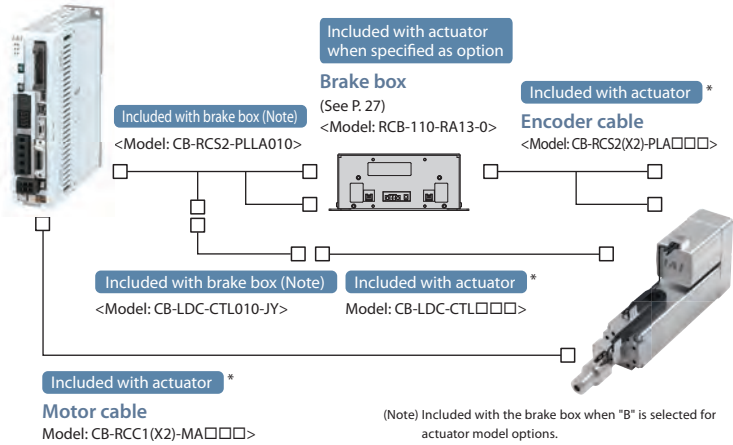 Included with actuator
when specified as option
Brake box
(See P. 27)
<Model: RCB-110-RA13-0>
Included with brake box (Note)
<Model: CB-RCS2-PLLA010>
Included with actuator *
Encoder cable
<Model: CB-RCS2(X2)-PLA□□□>
Included with brake box (Note)
<Model: CB-LDC-CTL010-JY>
Included with actuator *
Model: CB-LDC-CTL□□□>
IAI
Included with actuator *
Motor cable
Model: CB-RCC1(X2)-MA□□□>
(Note) Included with the brake box when "B" is selected for
actuator model options.